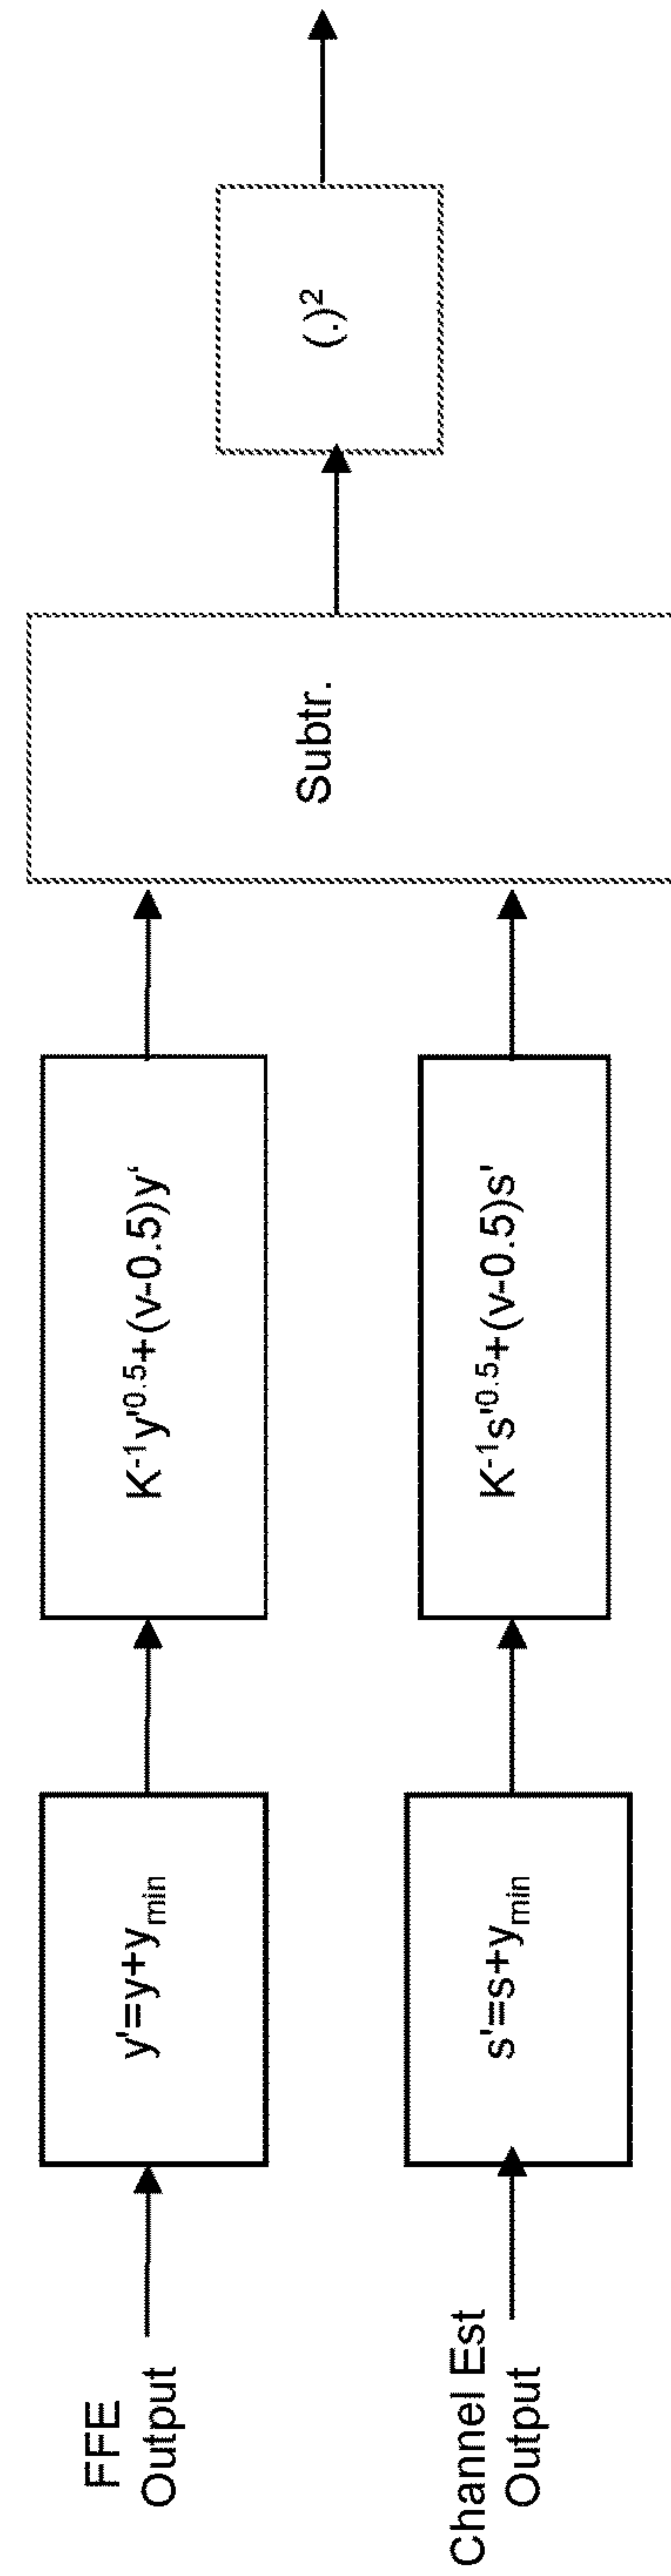 FFE
Output
y'=y+y_min
K⁻¹y'⁰·⁵+(v-0.5)y‘
Channel Est
Output
s'=s+y_min
K⁻¹s'⁰·⁵+(v-0.5)s'
Subtr.
(.)²